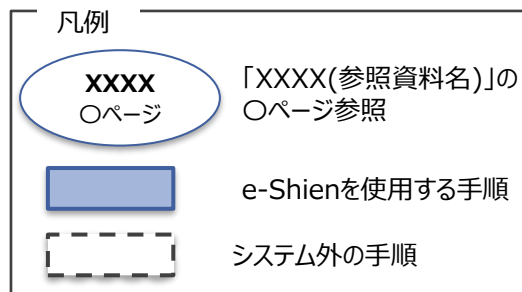 凡例
XXXX
〇ページ
「XXXX(参照資料名)」の
〇ページ参照
e-Shienを使用する手順
システム外の手順